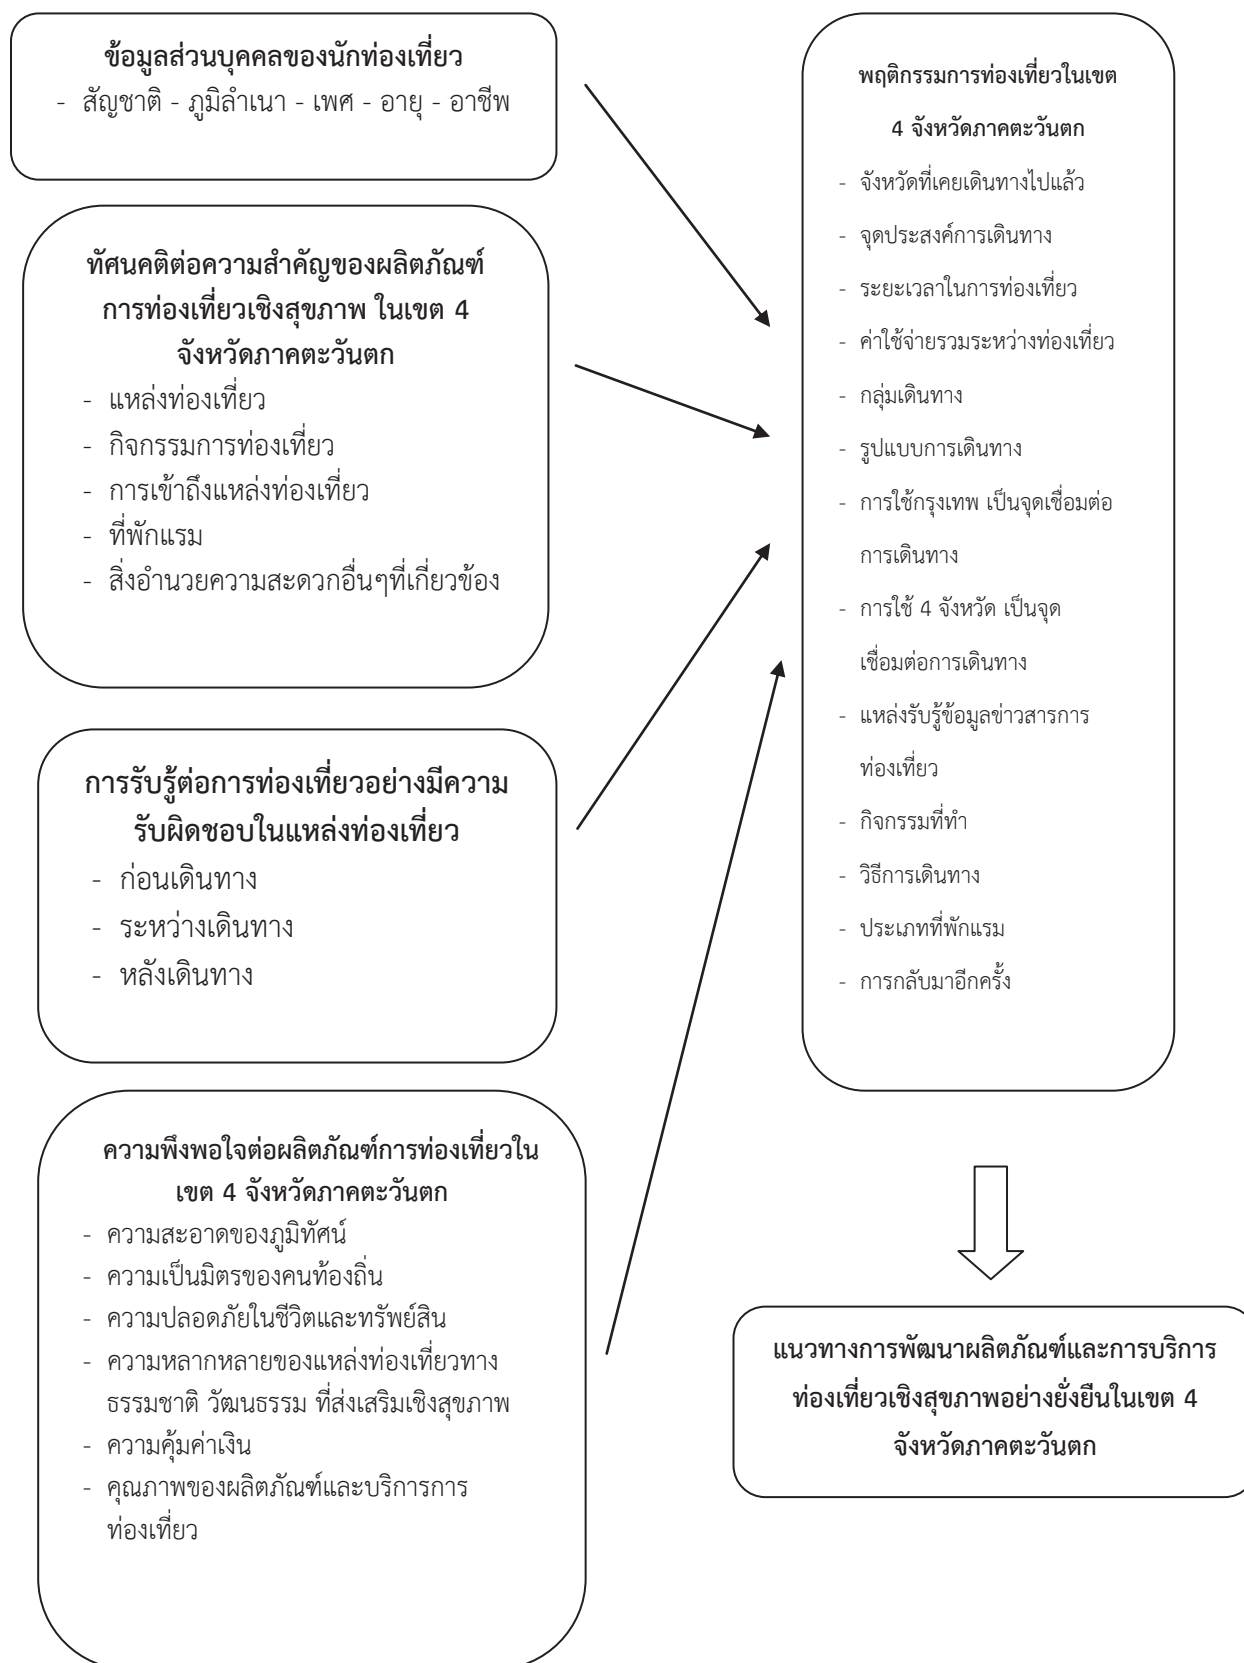 ข้อมูลส่วนบุคคลของนักท่องเที่ยว
- สัญชาติ - ภูมิลำเนา - เพศ - อายุ - อาชีพ
ทัศนคติต่อความสำคัญของผลิตภัณฑ์
การท่องเที่ยวเชิงสุขภาพ ในเขต 4
จังหวัดภาคตะวันตก
- แหล่งท่องเที่ยว
- กิจกรรมการท่องเที่ยว
- การเข้าถึงแหล่งท่องเที่ยว
- ที่พักแรม
- สิ่งอำนวยความสะดวกอื่นๆที่เกี่ยวข้อง
การรับรู้ต่อการท่องเที่ยวอย่างมีความ
รับผิดชอบในแหล่งท่องเที่ยว
- ก่อนเดินทาง
- ระหว่างเดินทาง
- หลังเดินทาง
ความพึงพอใจต่อผลิตภัณฑ์การท่องเที่ยวใน
เขต 4 จังหวัดภาคตะวันตก
- ความสะอาดของภูมิทัศน์
- ความเป็นมิตรของคนท้องถิ่น
- ความปลอดภัยในชีวิตและทรัพย์สิน
- ความหลากหลายของแหล่งท่องเที่ยวทาง
ธรรมชาติ วัฒนธรรม ที่ส่งเสริมเชิงสุขภาพ
- ความคุ้มค่าเงิน
- คุณภาพของผลิตภัณฑ์และบริการการ
ท่องเที่ยว
พฤติกรรมการท่องเที่ยวในเขต
4 จังหวัดภาคตะวันตก
- จังหวัดที่เคยเดินทางไปแล้ว
- จุดประสงค์การเดินทาง
- ระยะเวลาในการท่องเที่ยว
- ค่าใช้จ่ายรวมระหว่างท่องเที่ยว
- กลุ่มเดินทาง
- รูปแบบการเดินทาง
- การใช้กรุงเทพ เป็นจุดเชื่อมต่อ
การเดินทาง
- การใช้ 4 จังหวัด เป็นจุด
เชื่อมต่อการเดินทาง
- แหล่งรับรู้ข้อมูลข่าวสารการ
ท่องเที่ยว
- กิจกรรมที่ทำ
- วิธีการเดินทาง
- ประเภทที่พักแรม
- การกลับมาอีกครั้ง
แนวทางการพัฒนาผลิตภัณฑ์และการบริการ
ท่องเที่ยวเชิงสุขภาพอย่างยั่งยืนในเขต 4
จังหวัดภาคตะวันตก